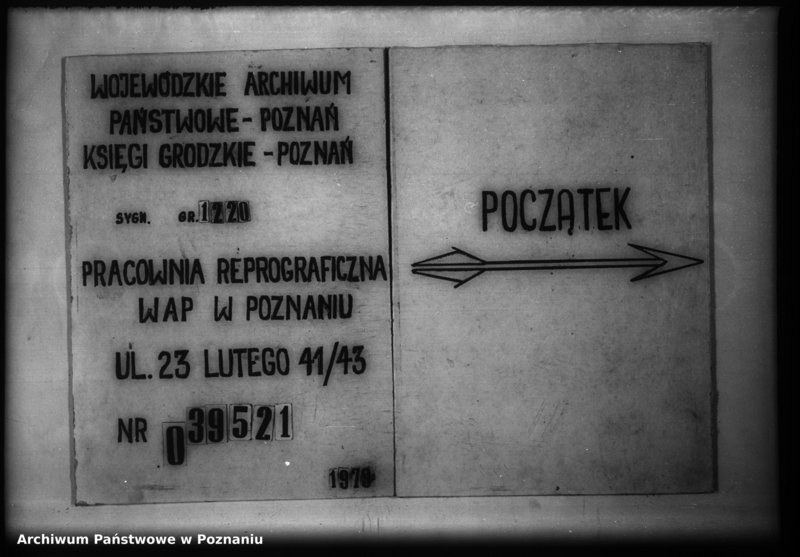 WOJEWÓDZKIE ARCHIWUM
PAŃSTWOWE - POZNAŃ
KSIĘGI GRODZKIE - POZNAŃ
SYGN. GR. 1220
PRACOWNIA REPROGRAFICZNA
WAP W POZNANIU
UL. 23 LUTEGO 41/43
NR 039521
1979
POCZĄTEK
Archiwum Państwowe w Poznaniu